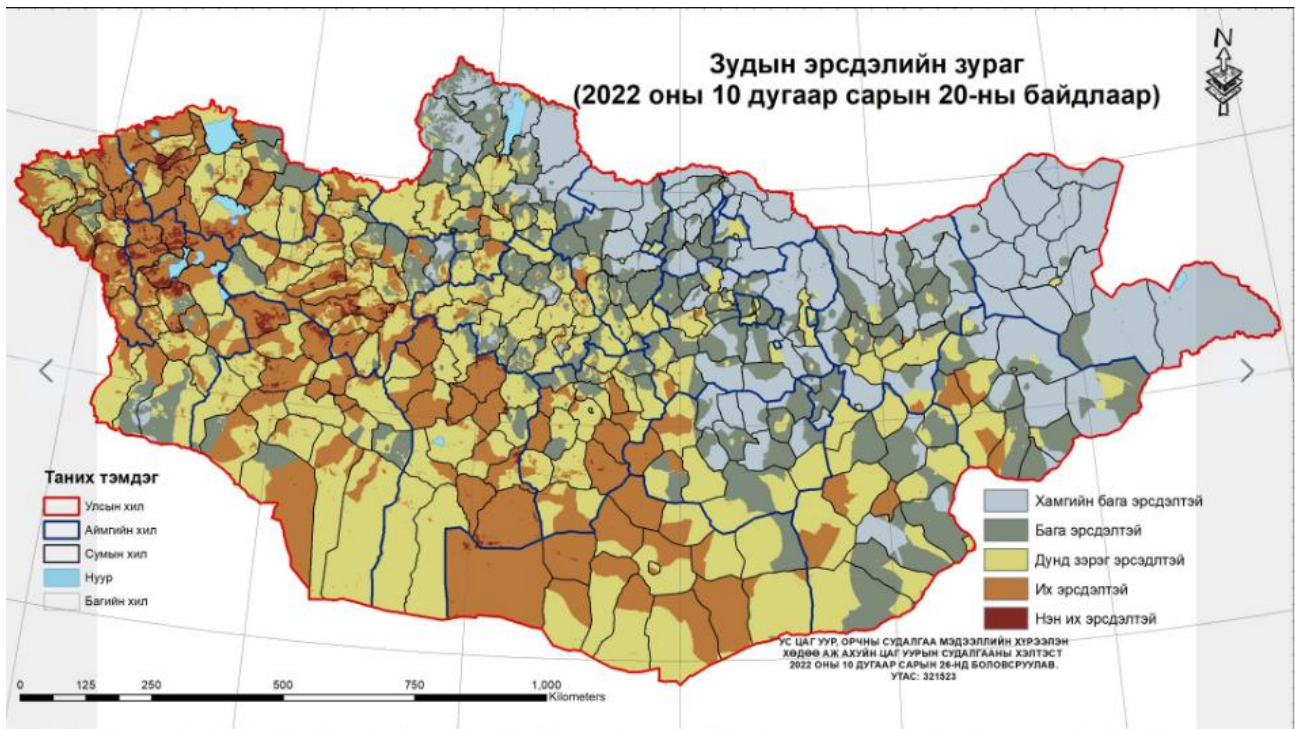 Зудын эрсдэлийн зураг
(2022 оны 10 дугаар сарын 20-ны байдлаар)
N
Таних тэмдэг
Улсын хил
Аймгийн хил
Сумын хил
Нуур
Багийн хил
Хамгийн бага эрсдэлтэй
Бага эрсдэлтэй
Дунд зэрэг эрсэдлтэй
Их эрсдэлтэй
Нэн их эрсдэлтэй
УС ЦАГ УУР, ОРЧНЫ СУДАЛГАА МЭДЭЭЛЛИЙН ХҮРЭЭЛЭН
ХӨДӨӨ АЖ АХУЙН ЦАГ УУРЫН СУДАЛГААНЫ ХЭЛТЭСТ
2022 ОНЫ 10 ДУГААР САРЫН 26-НД БОЛОВСРУУЛАВ.
УТАС: 321523
0 125 250 500 750 1,000
Kilometers